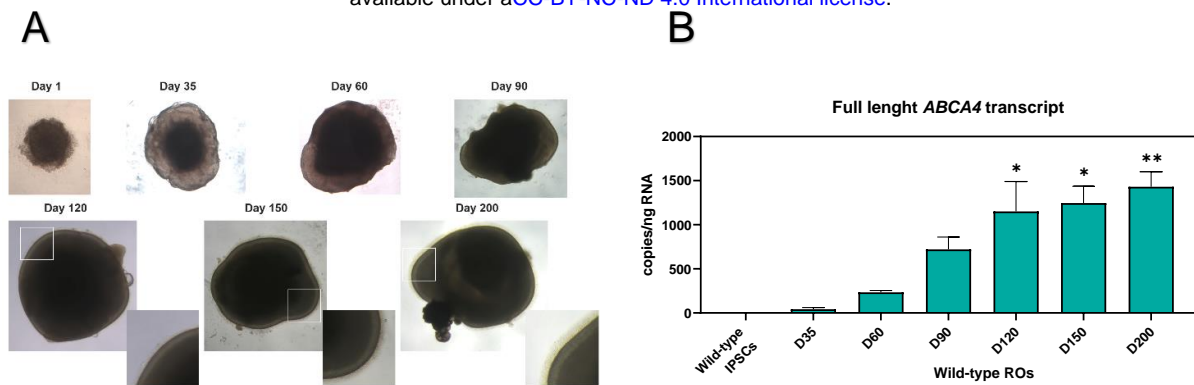 available under aCC-BY-NC-ND 4.0 International license.
A
B
Day 1
Day 35
Day 60
Day 90
Day 120
Day 150
Day 200
Full lenght ABCA4 transcript
copies/ng RNA
2000
1500
1000
500
0
*
*
**
Wild-type
IPSCs
D35
D60
D90
D120
D150
D200
Wild-type ROs